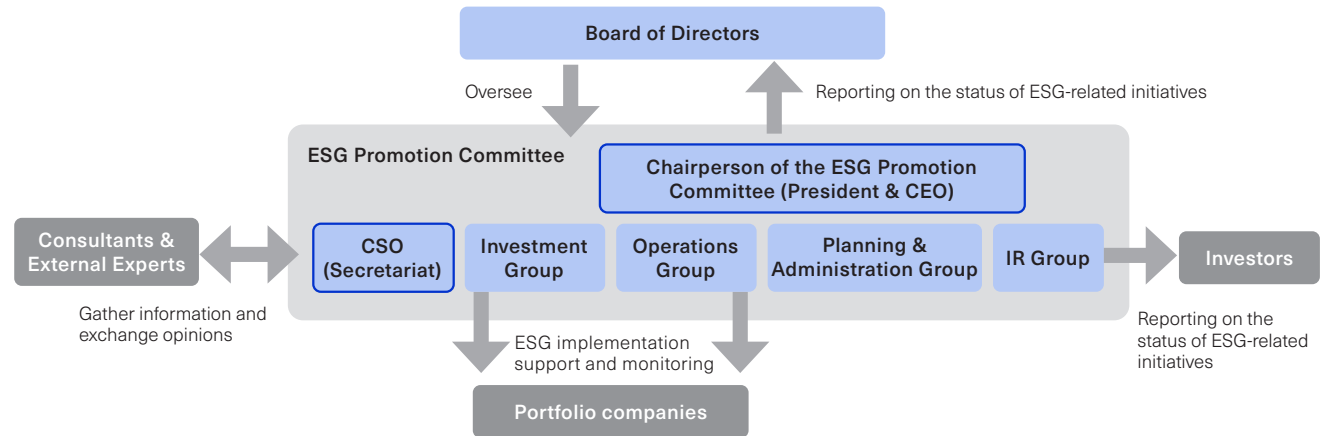 Board of Directors
Oversee
Reporting on the status of ESG-related initiatives
ESG Promotion Committee
Chairperson of the ESG Promotion
Committee (President & CEO)
Consultants &
External Experts
Gather information and
exchange opinions
CSO
(Secretariat)
Investment
Group
Operations
Group
Planning &
Administration Group
IR Group
Investors
Reporting on the
status of ESG-related
initiatives
ESG implementation
support and monitoring
Portfolio companies